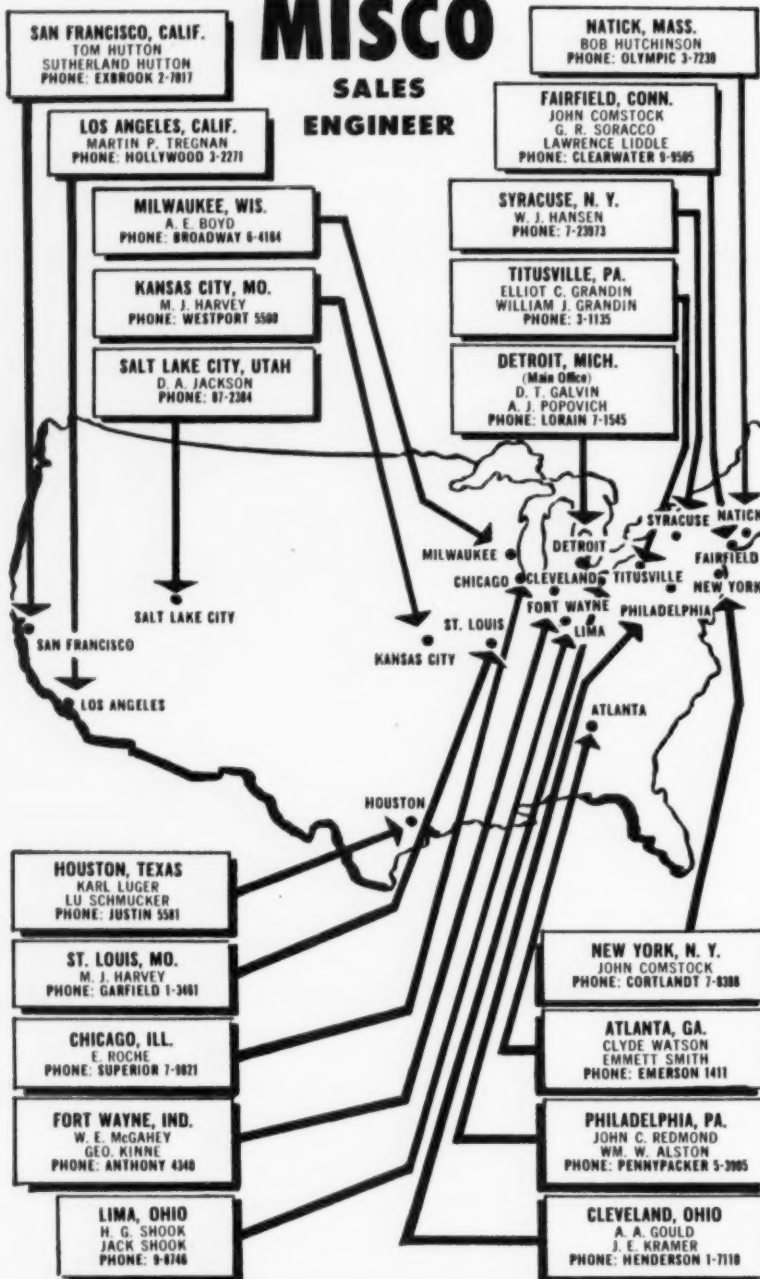 MISCO
SALES
ENGINEER
SAN FRANCISCO, CALIF.
TOM HUTTON
SUTHERLAND HUTTON
PHONE: EXBROOK 2-7017
LOS ANGELES, CALIF.
MARTIN P. TREGNAN
PHONE: HOLLYWOOD 3-2271
MILWAUKEE, WIS.
A. E. BOYD
PHONE: BROADWAY 6-4164
KANSAS CITY, MO.
M. J. HARVEY
PHONE: WESTPORT 5500
SALT LAKE CITY, UTAH
D. A. JACKSON
PHONE: 87-2384
NATICK, MASS.
BOB HUTCHINSON
PHONE: OLYMPIC 3-7230
FAIRFIELD, CONN.
JOHN COMSTOCK
G. R. SORACCO
LAWRENCE LIDDLE
PHONE: CLEARWATER 9-9505
SYRACUSE, N. Y.
W. J. HANSEN
PHONE: 7-23973
TITUSVILLE, PA.
ELLIOT C. GRANDIN
WILLIAM J. GRANDIN
PHONE: 3-1135
DETROIT, MICH.
(Main Office)
D. T. GALVIN
A. J. POPOVICH
PHONE: LORAIN 7-1545
SYRACUSE
NATICK
MILWAUKEE
DETROIT
FAIRFIELD
CHICAGO
CLEVELAND
TITUSVILLE
NEW YORK
SALT LAKE CITY
FORT WAYNE
PHILADELPHIA
SAN FRANCISCO
ST. LOUIS
LIMA
KANSAS CITY
LOS ANGELES
ATLANTA
HOUSTON
HOUSTON, TEXAS
KARL LUGER
LU SCHMUCKER
PHONE: JUSTIN 5581
ST. LOUIS, MO.
M. J. HARVEY
PHONE: GARFIELD 1-3461
CHICAGO, ILL.
E. ROCHE
PHONE: SUPERIOR 7-9821
FORT WAYNE, IND.
W. E. McGAHEY
GEO. KINNE
PHONE: ANTHONY 4340
LIMA, OHIO
H. G. SHOOK
JACK SHOOK
PHONE: 9-8746
NEW YORK, N. Y.
JOHN COMSTOCK
PHONE: CORTLANDT 7-8388
ATLANTA, GA.
CLYDE WATSON
EMMETT SMITH
PHONE: EMERSON 1411
PHILADELPHIA, PA.
JOHN C. REDMOND
WM. W. ALSTON
PHONE: PENNYPACKER 5-3905
CLEVELAND, OHIO
A. A. GOULD
J. E. KRAMER
PHONE: HENDERSON 1-7110